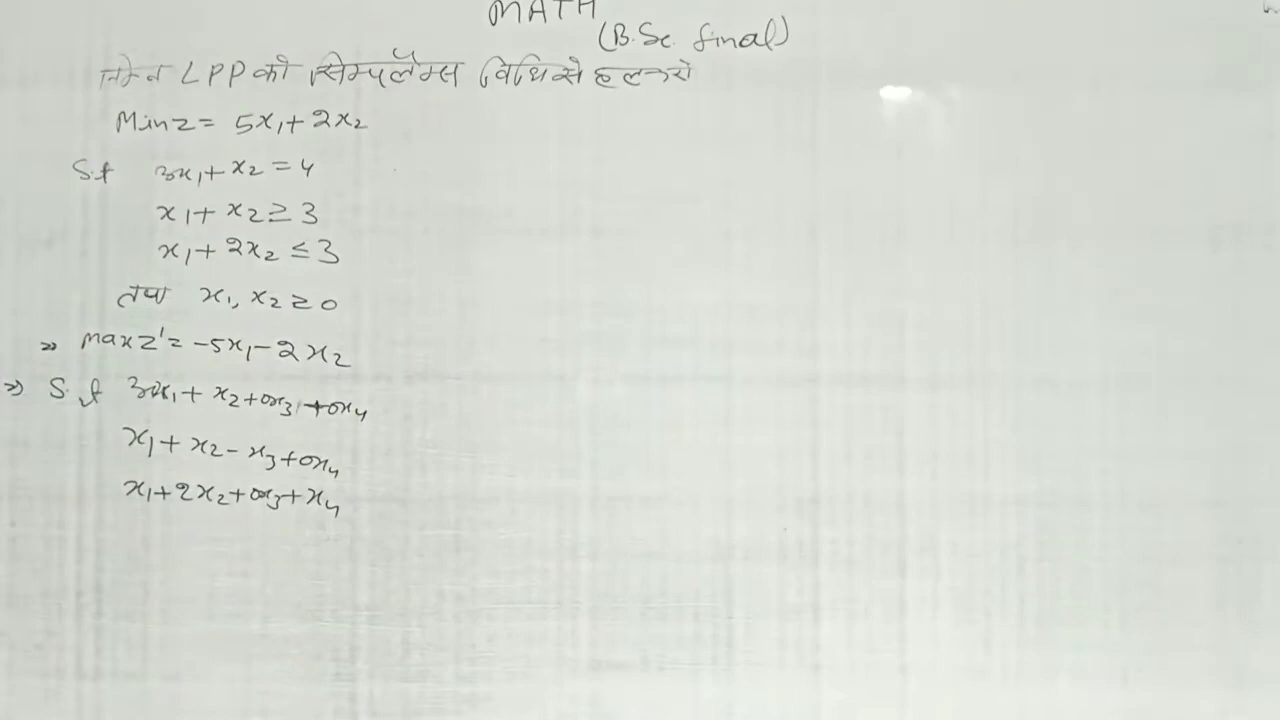 MATH
(B.Sc. final)
निम्न LPP को सिम्पलैक्स विधि से हल करो
Min z = 5x₁ + 2x₂
S.t 3x₁ + x₂ = 4
x₁ + x₂ ≥ 3
x₁ + 2x₂ ≤ 3
तथा x₁, x₂ ≥ 0
⇒ max z' = -5x₁ - 2x₂
⇒ S.t 3x₁ + x₂ + 0x₃ + 0x₄
x₁ + x₂ - x₃ + 0x₄
x₁ + 2x₂ + 0x₃ + x₄